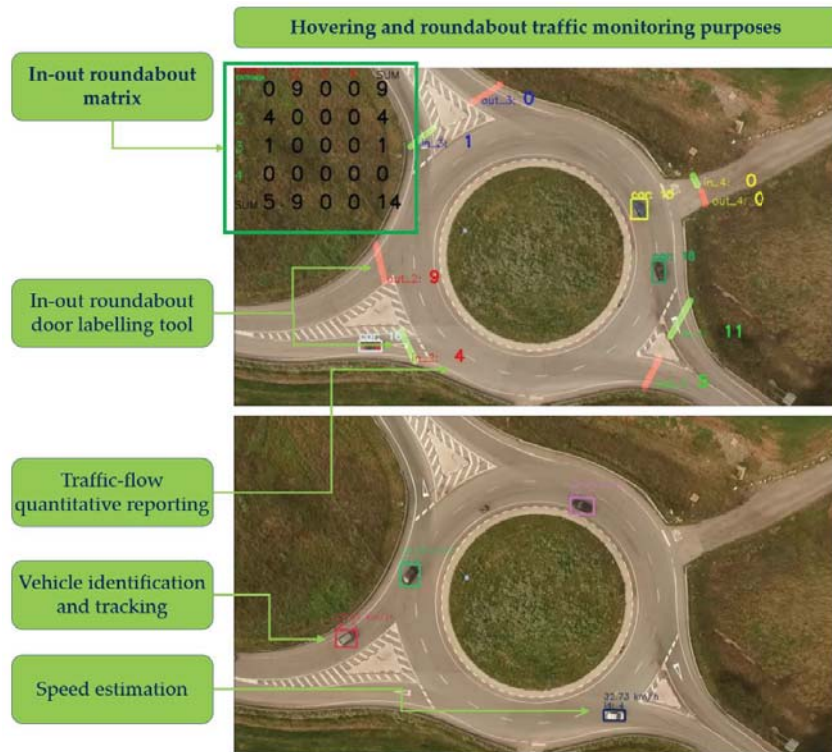 Hovering and roundabout traffic monitoring purposes
In-out roundabout
matrix
SUM
1 0 9 0 0 9
2 4 0 0 0 4
3 1 0 0 0 1
4 0 0 0 0 0
SUM 5 9 0 0 14
out_3: 0
1
in_4: 0
out_4: 0
car: 18
In-out roundabout
door labelling tool
out_2: 9
11
16
4
5
Traffic-flow
quantitative reporting
Vehicle identification
and tracking
Speed estimation
32.73 km/h